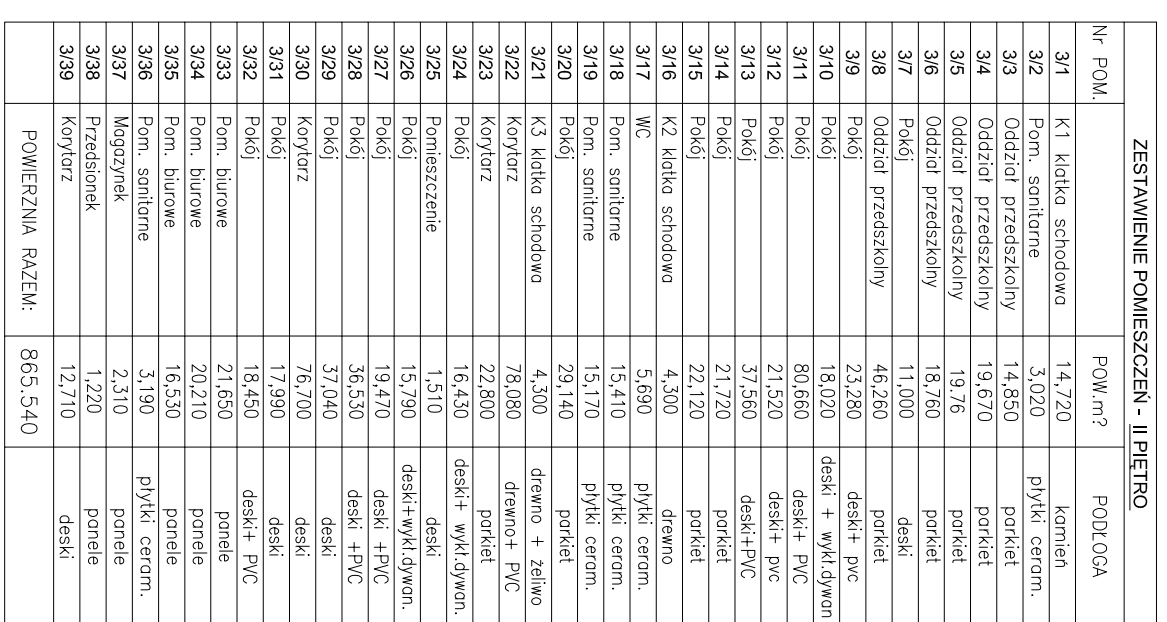 ZESTAWIENIE POMIESZCZEŃ - II PIĘTRO
Nr POM. POW.m? PODŁOGA
3/1 K1 klatka schodowa 14,720 kamień
3/2 Pom. sanitarne 3,020 płytki ceram.
3/3 Oddział przedszkolny 14,850 parkiet
3/4 Oddział przedszkolny 19,670 parkiet
3/5 Oddział przedszkolny 19.76 parkiet
3/6 Oddział przedszkolny 18,760 parkiet
3/7 Pokój 11,000 deski
3/8 Oddział przedszkolny 46,260 parkiet
3/9 Pokój 23,280 deski+ pvc
3/10 Pokój 18,020 deski + wykł.dywan
3/11 Pokój 80,660 deski+ PVC
3/12 Pokój 21,520 deski+ pvc
3/13 Pokój 37,560 deski+PVC
3/14 Pokój 21,720 parkiet
3/15 Pokój 22,120 parkiet
3/16 K2 klatka schodowa 4,300 drewno
3/17 WC 5,690 płytki ceram.
3/18 Pom. sanitarne 15,410 płytki ceram.
3/19 Pom. sanitarne 15,170 płytki ceram.
3/20 Pokój 29,140 parkiet
3/21 K3 klatka schodowa 4,300 drewno + żeliwo
3/22 Korytarz 78,080 drewno+ PVC
3/23 Korytarz 22,800 parkiet
3/24 Pokój 16,430 deski+ wykł.dywan.
3/25 Pomieszczenie 1,510 deski
3/26 Pokój 15,790 deski+wykł.dywan.
3/27 Pokój 19,470 deski +PVC
3/28 Pokój 36,530 deski +PVC
3/29 Pokój 37,040 deski
3/30 Korytarz 76,700 deski
3/31 Pokój 17,990 deski
3/32 Pokój 18,450 deski+ PVC
3/33 Pom. biurowe 21,650 panele
3/34 Pom. biurowe 20,210 panele
3/35 Pom. biurowe 16,530 panele
3/36 Pom. sanitarne 3,190 płytki ceram.
3/37 Magazynek 2,310 panele
3/38 Przedsionek 1,220 panele
3/39 Korytarz 12,710 deski
POWIERZNIA RAZEM: 865.540